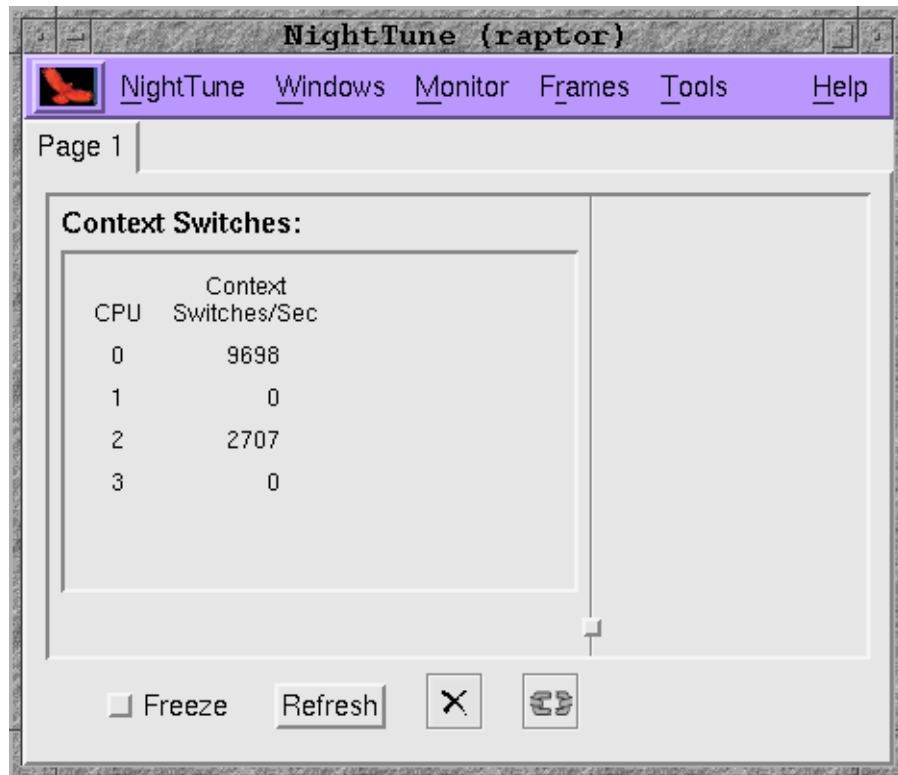 NightTune (raptor)
NightTune Windows Monitor Frames Tools Help
Page 1
Context Switches:
Context
CPU Switches/Sec
0 9698
1 0
2 2707
3 0
Freeze Refresh